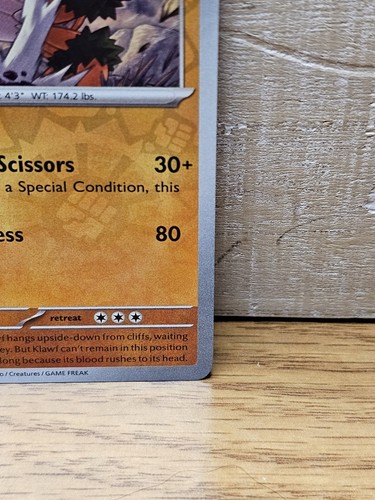 4'3" WT: 174.2 lbs.
Scissors 30+
a Special Condition, this
ess 80
retreat
hangs upside-down from cliffs, waiting
ey. But Klawf can't remain in this position
long because its blood rushes to its head.
o / Creatures / GAME FREAK